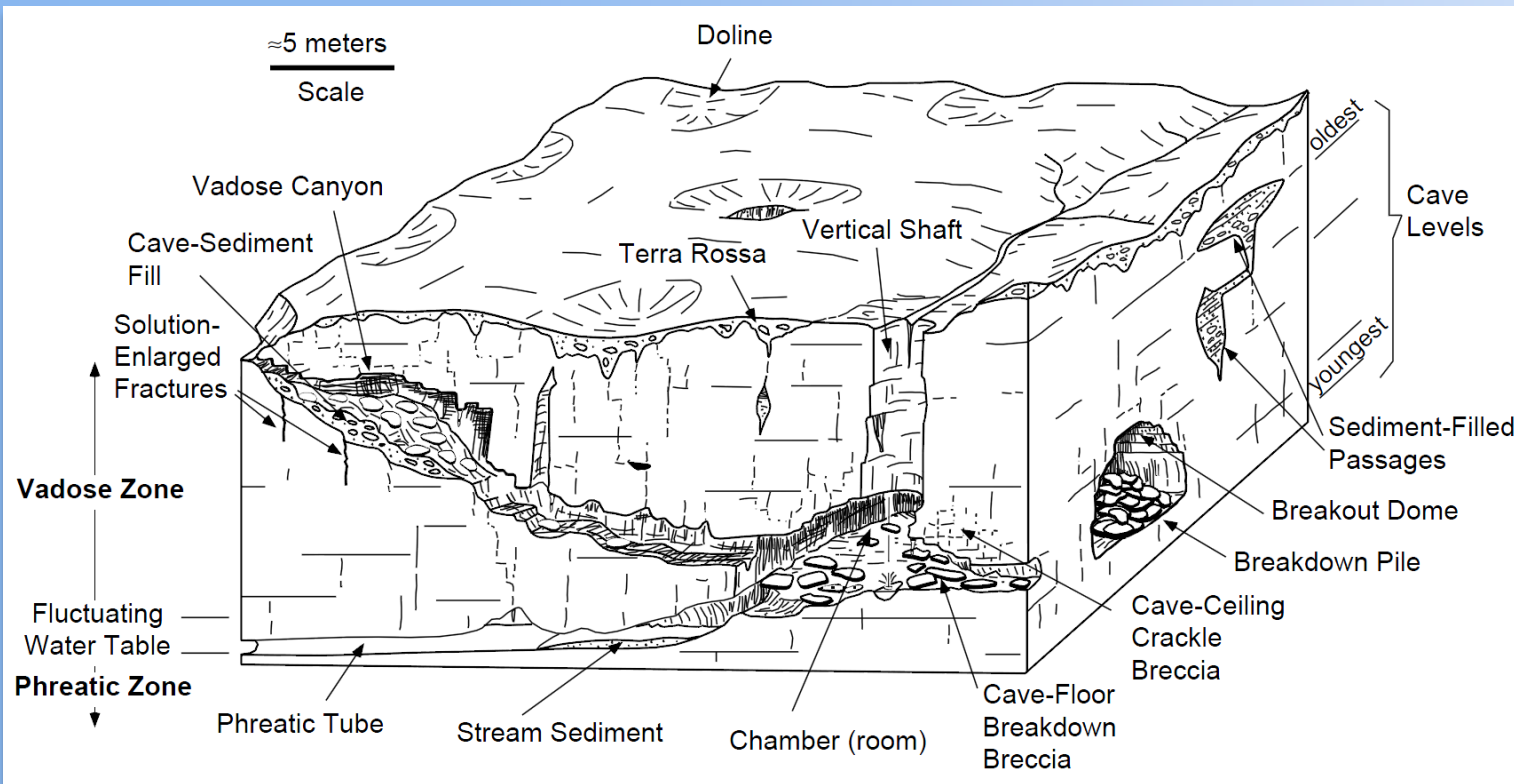 ≈5 meters
Scale
Doline
Vadose Canyon
Cave-Sediment
Fill
Solution-
Enlarged
Fractures
Terra Rossa
Vertical Shaft
oldest
youngest
Cave
Levels
Sediment-Filled
Passages
Breakout Dome
Breakdown Pile
Cave-Ceiling
Crackle
Breccia
Vadose Zone
Fluctuating
Water Table
Phreatic Zone
Phreatic Tube
Stream Sediment
Chamber (room)
Cave-Floor
Breakdown
Breccia